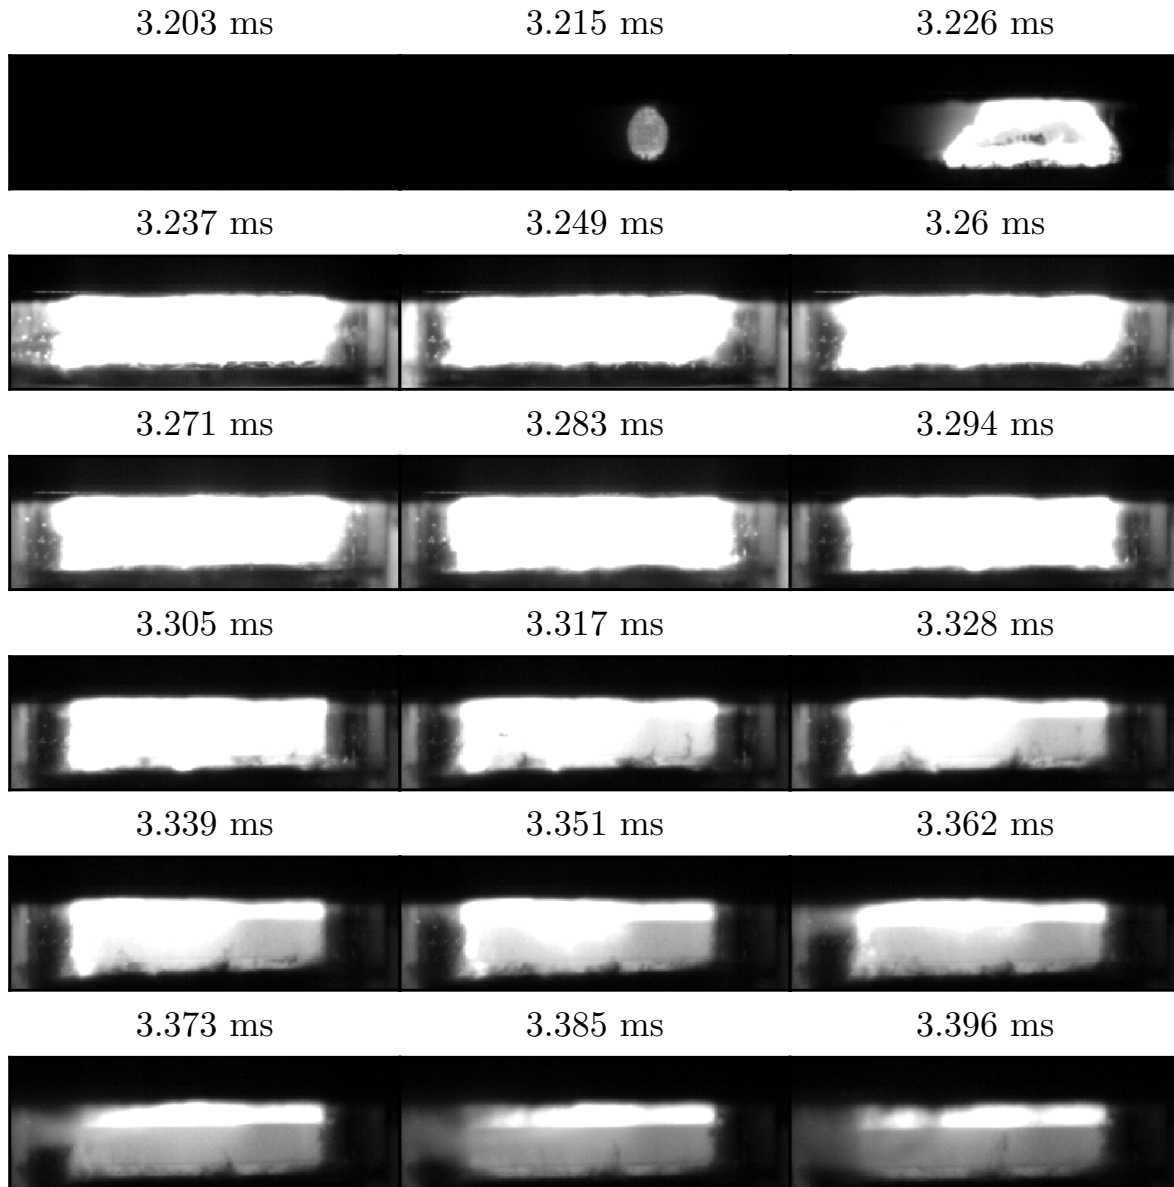 3.203 ms 3.215 ms 3.226 ms
3.237 ms 3.249 ms 3.26 ms
3.271 ms 3.283 ms 3.294 ms
3.305 ms 3.317 ms 3.328 ms
3.339 ms 3.351 ms 3.362 ms
3.373 ms 3.385 ms 3.396 ms